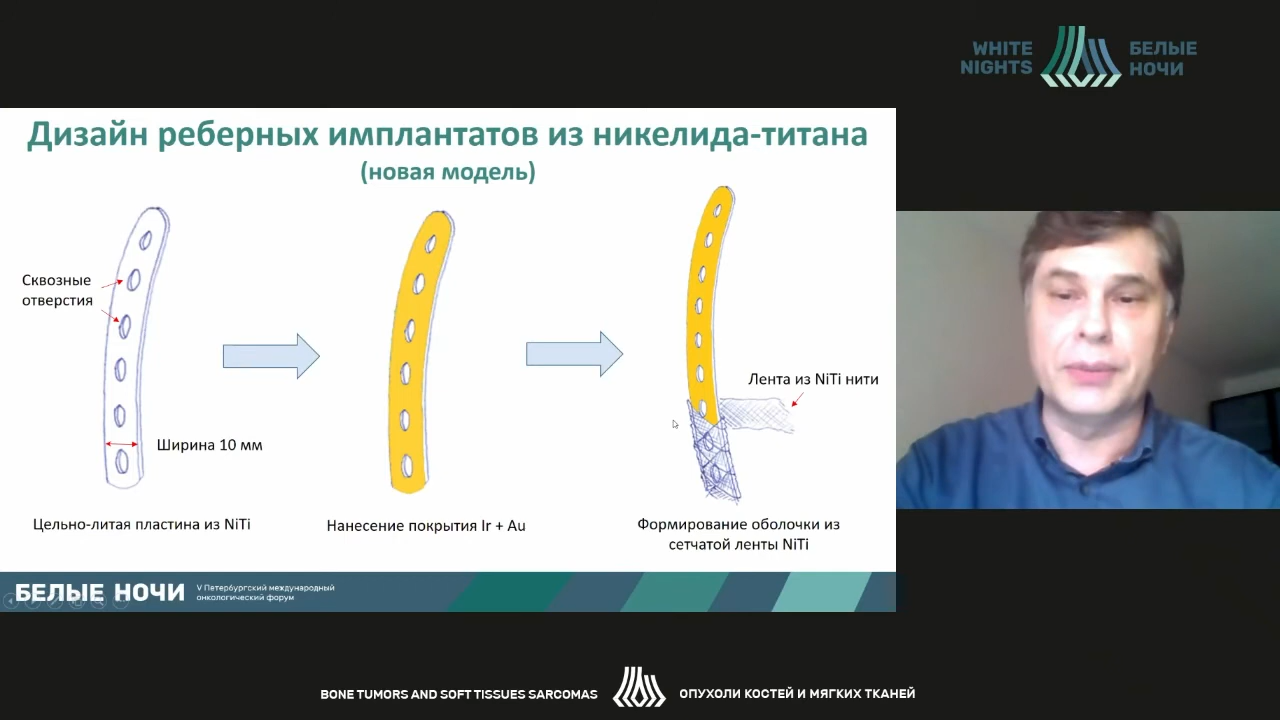 WHITE
NIGHTS
БЕЛЫЕ
НОЧИ
Дизайн реберных имплантатов из никелида-титана
(новая модель)
Сквозные
отверстия
Ширина 10 мм
Лента из NiTi нити
Цельно-литая пластина из NiTi
Нанесение покрытия Ir + Au
Формирование оболочки из
сетчатой ленты NiTi
БЕЛЫЕ НОЧИ
V Петербургский международный
онкологический форум
BONE TUMORS AND SOFT TISSUES SARCOMAS
ОПУХОЛИ КОСТЕЙ И МЯГКИХ ТКАНЕЙ